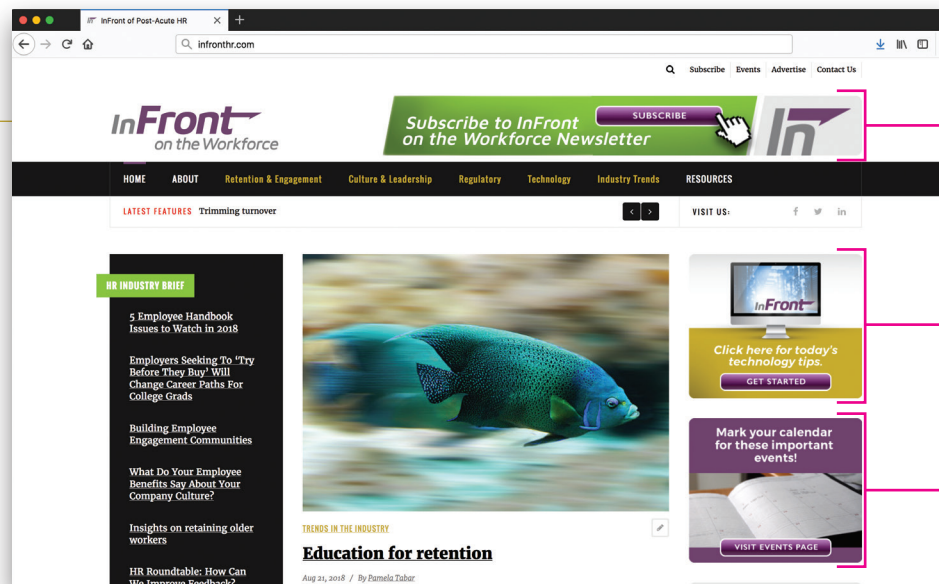 InFront of Post-Acute HR
infronthr.com
Subscribe Events Advertise Contact Us
InFront
on the Workforce
Subscribe to InFront
on the Workforce Newsletter
SUBSCRIBE
In
HOME ABOUT Retention & Engagement Culture & Leadership Regulatory Technology Industry Trends RESOURCES
LATEST FEATURES Trimming turnover
VISIT US:
HR INDUSTRY BRIEF
5 Employee Handbook
Issues to Watch in 2018
Employers Seeking To ‘Try
Before They Buy’ Will
Change Career Paths For
College Grads
Building Employee
Engagement Communities
What Do Your Employee
Benefits Say About Your
Company Culture?
Insights on retaining older
workers
HR Roundtable: How Can
We Improve Feedback?
TRENDS IN THE INDUSTRY
Education for retention
Aug 21, 2018 / By Pamela Tabar
InFront
Click here for today's
technology tips.
GET STARTED
Mark your calendar
for these important
events!
VISIT EVENTS PAGE